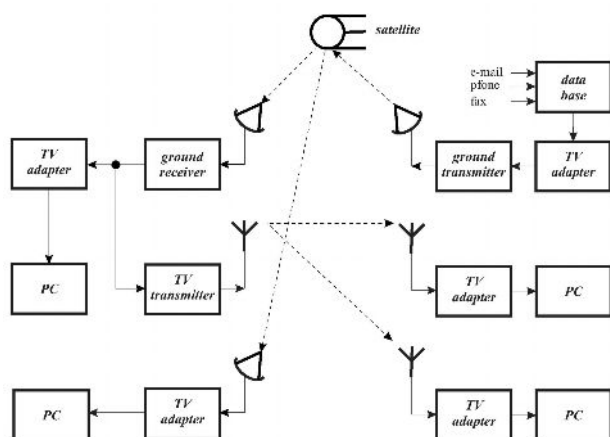 satellite
e-mail
pfone
fax
data
base
TV
adapter
ground
receiver
ground
transmitter
TV
adapter
PC
TV
transmitter
TV
adapter
PC
PC
TV
adapter
TV
adapter
PC